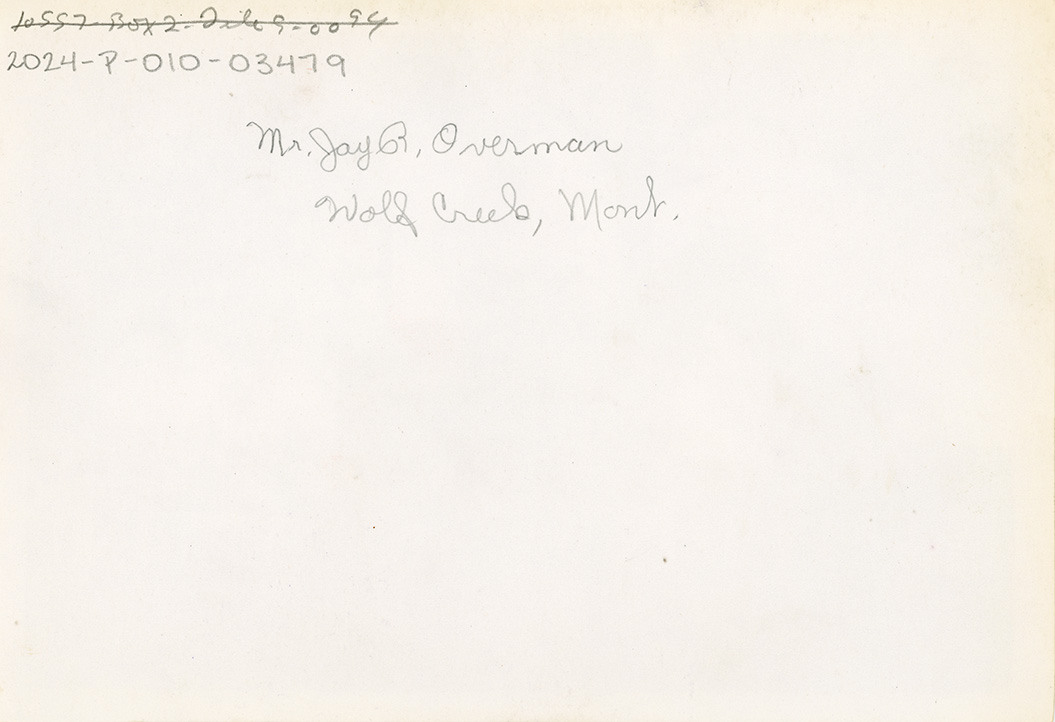 10557-Box 2-File 9-0094
2024-P-010-03479
Mr. Jay R. Overman
Wolf Creek, Mont.